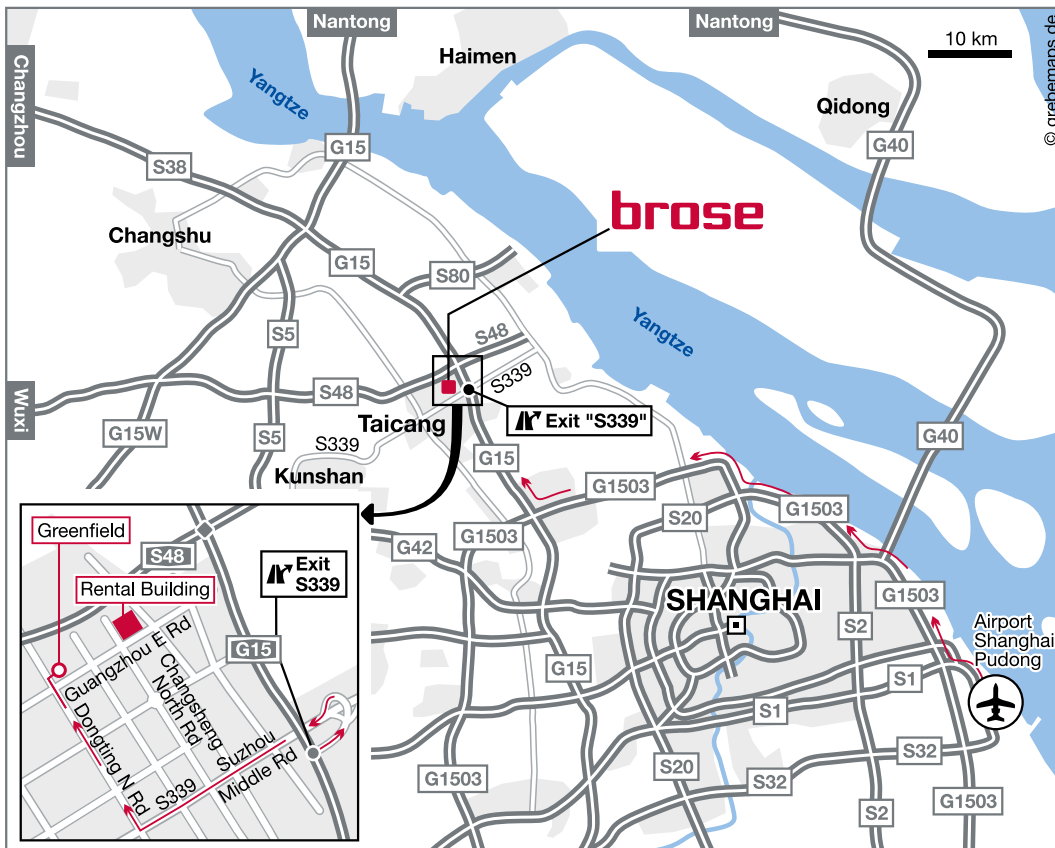 Nantong
Nantong
Haimen
10 km
© grebemaps.de
Changzhou
Yangtze
Qidong
G15
G40
S38
brose
Changshu
G15
S80
Yangtze
S5
S48
S339
S48
Wuxi
Taicang
Exit "S339"
G15W
S5
S339
G15
G40
Kunshan
G1503
G1503
S20
G1503
G42
Greenfield
S48
Exit
S339
Rental Building
SHANGHAI
G1503
S2
Airport
Shanghai
Pudong
G15
Guangzhou E Rd
Changsheng
North Rd
Dongting N Rd
Suzhou
Middle Rd
S339
G15
S1
S1
S32
G1503
S20
S32
G1503
S2